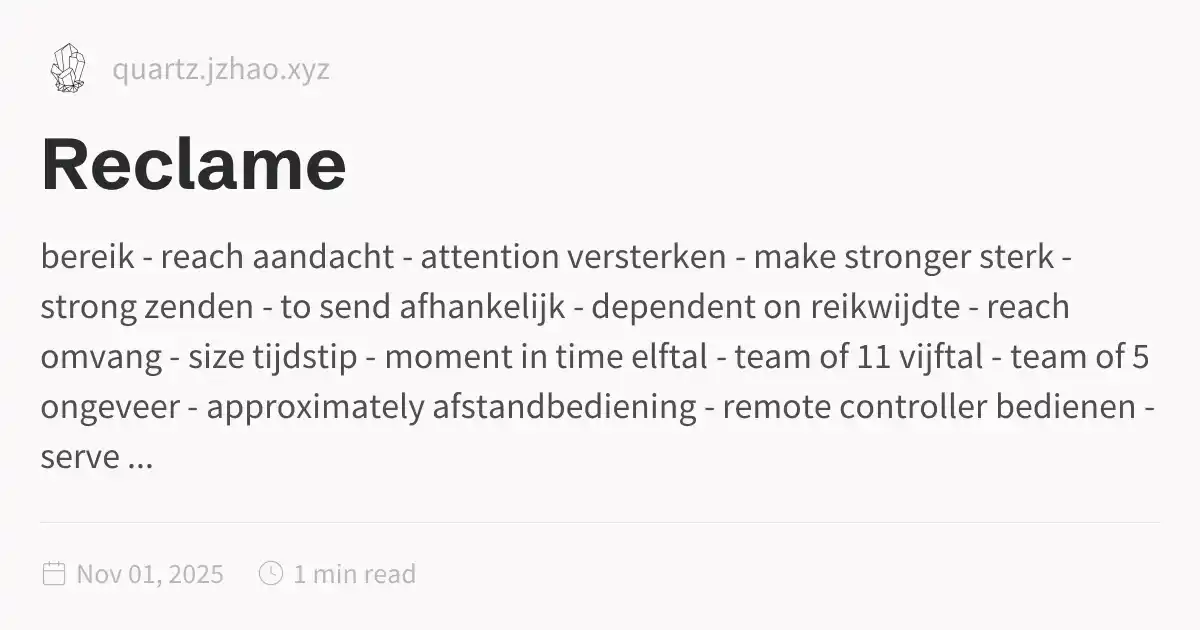 quartz.jzhao.xyz
Reclame
bereik - reach aandacht - attention versterken - make stronger sterk -
strong zenden - to send afhankelijk - dependent on reikwijdte - reach
omvang - size tijdstip - moment in time elftal - team of 11 vijftal - team of 5
ongeveer - approximately afstandbediening - remote controller bedienen -
serve ...
Nov 01, 2025 1 min read